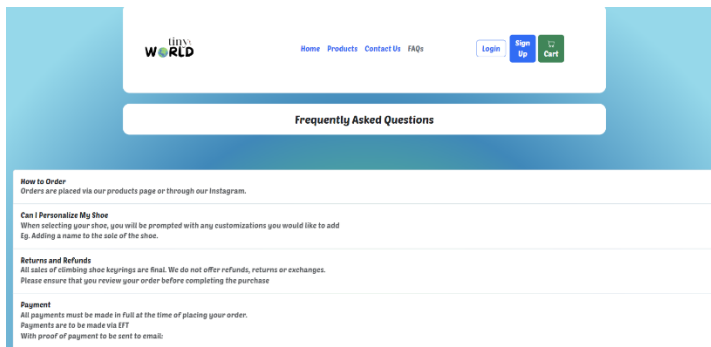 tiny
WORLD
Home Products Contact Us FAQs
Login
Sign Up
Cart
Frequently Asked Questions
How to Order
Orders are placed via our products page or through our Instagram.
Can I Personalize My Shoe
When selecting your shoe, you will be prompted with any customizations you would like to add
Eg. Adding a name to the sole of the shoe.
Returns and Refunds
All sales of climbing shoe keyrings are final. We do not offer refunds, returns or exchanges.
Please ensure that you review your order before completing the purchase
Payment
All payments must be made in full at the time of placing your order.
Payments are to be made via EFT
With proof of payment to be sent to email: